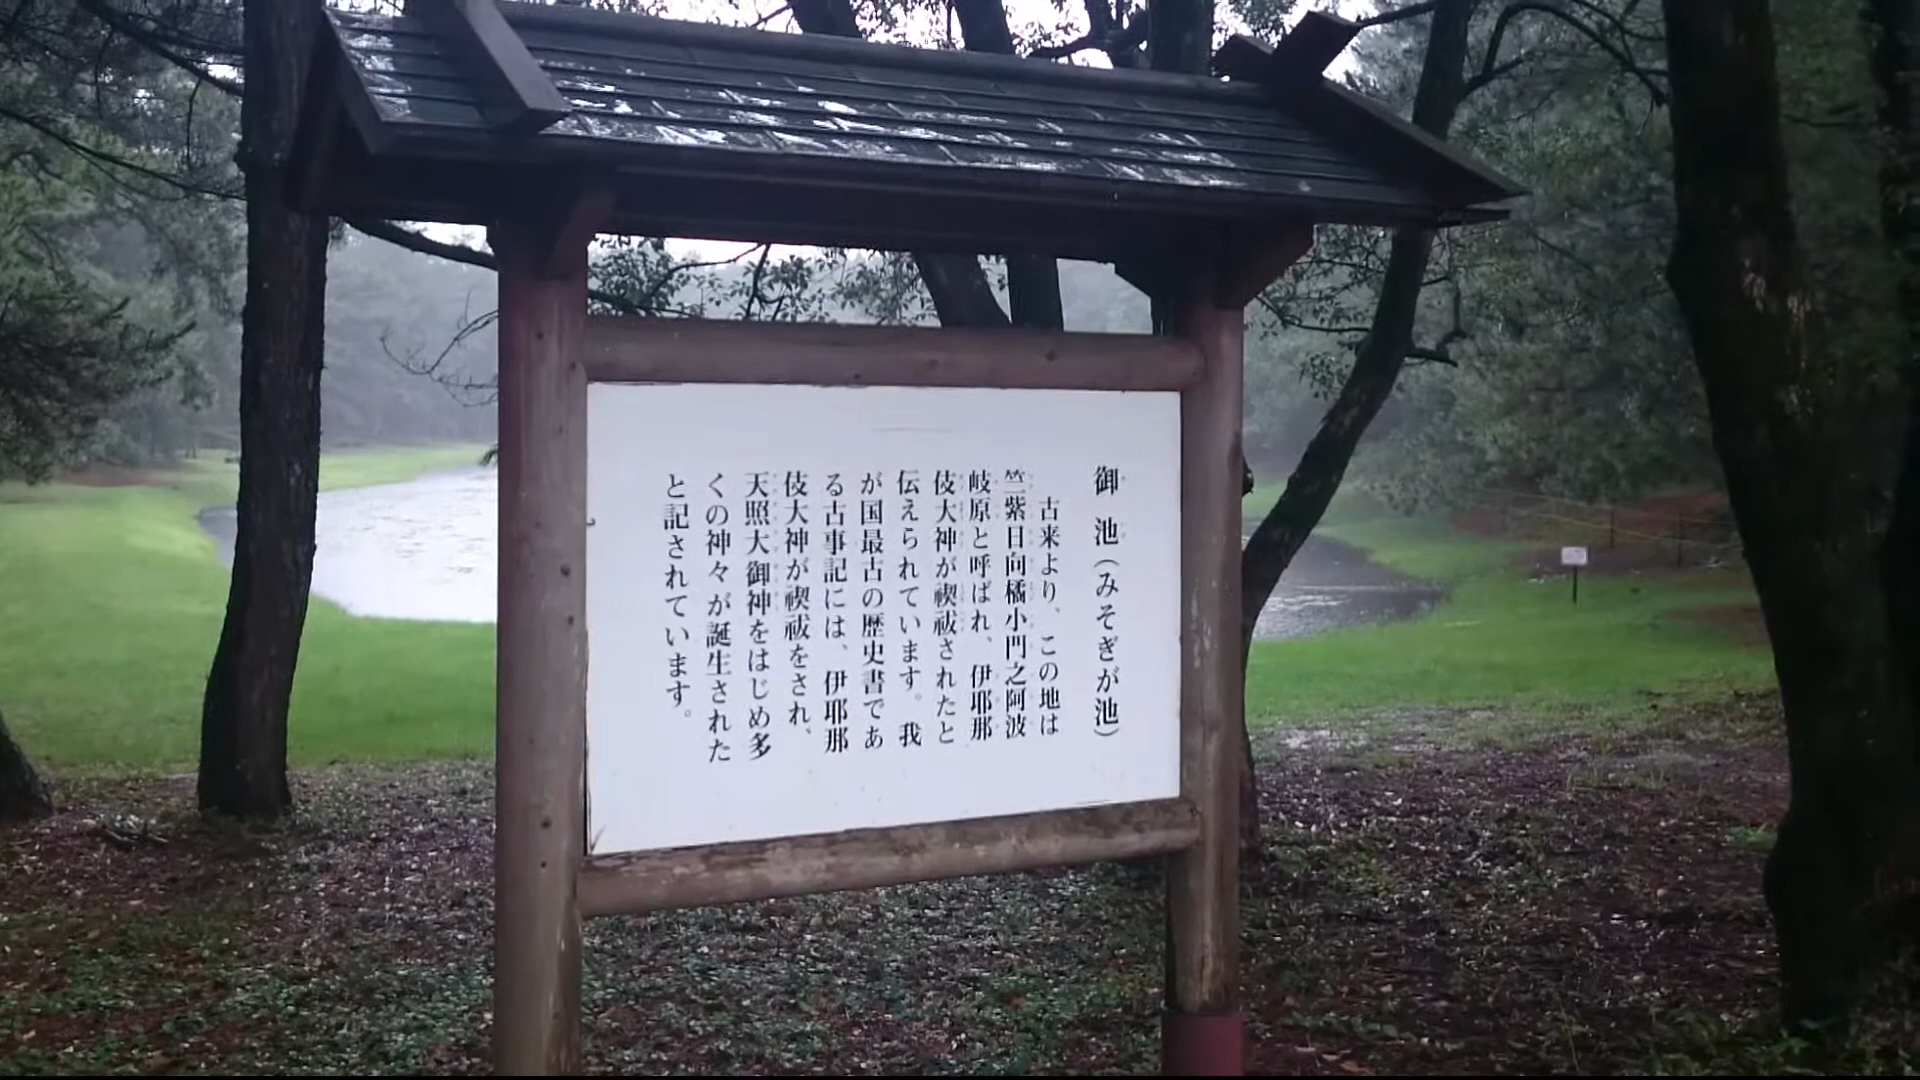 御池(みそぎが池)
古来より、この地は
竺紫日向橘小門之阿波
岐原と呼ばれ、伊耶那
伎大神が禊祓されたと
伝えられています。我
が国最古の歴史書であ
る古事記には、伊耶那
伎大神が禊祓をされ、
天照大御神をはじめ多
くの神々が誕生された
と記されています。